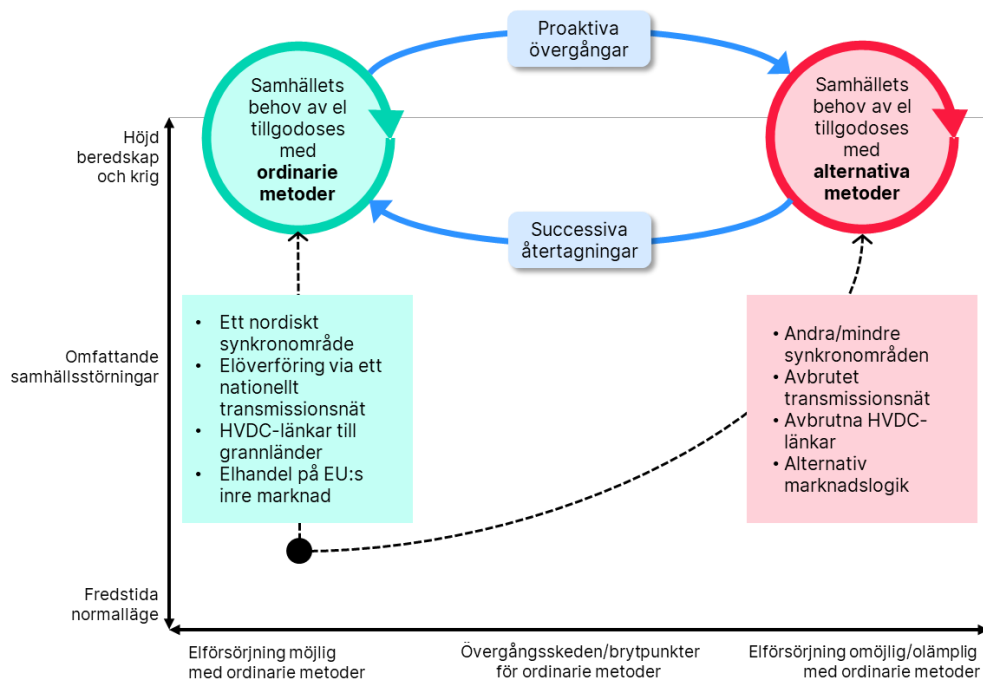 Proaktiva
övergångar
Samhällets
behov av el
tillgodoses
med
ordinarie
metoder
Samhällets
behov av el
tillgodoses
med
alternativa
metoder
Höjd
beredskap
och krig
Successiva
återtagningar
• Ett nordiskt
synkronområde
• Elöverföring via ett
nationellt
transmissionsnät
• HVDC-länkar till
grannländer
• Elhandel på EU:s
inre marknad
• Andra/mindre
synkronområden
• Avbrutet
transmissionsnät
• Avbrutna HVDC-
länkar
• Alternativ
marknadslogik
Omfattande
samhällsstörningar
Fredstida
normalläge
Elförsörjning möjlig
med ordinarie metoder
Övergångsskeden/brytpunkter
för ordinarie metoder
Elförsörjning omöjlig/olämplig
med ordinarie metoder